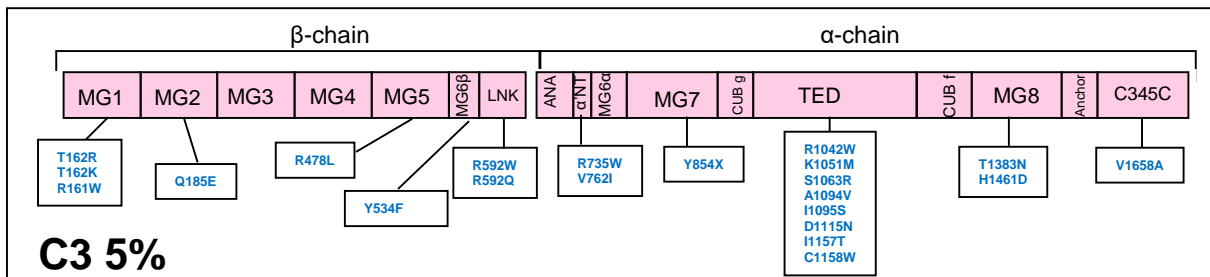 β-chain α-chain
MG1 MG2 MG3 MG4 MG5 MG6β LNK ANA α'NT MG6α MG7 CUB g TED CUB f MG8 Anchor C345C
T162R
T162K
R161W
Q185E
R478L
Y534F
R592W
R592Q
R735W
V762I
Y854X
R1042W
K1051M
S1063R
A1094V
I1095S
D1115N
I1157T
C1158W
T1383N
H1461D
V1658A
C3 5%